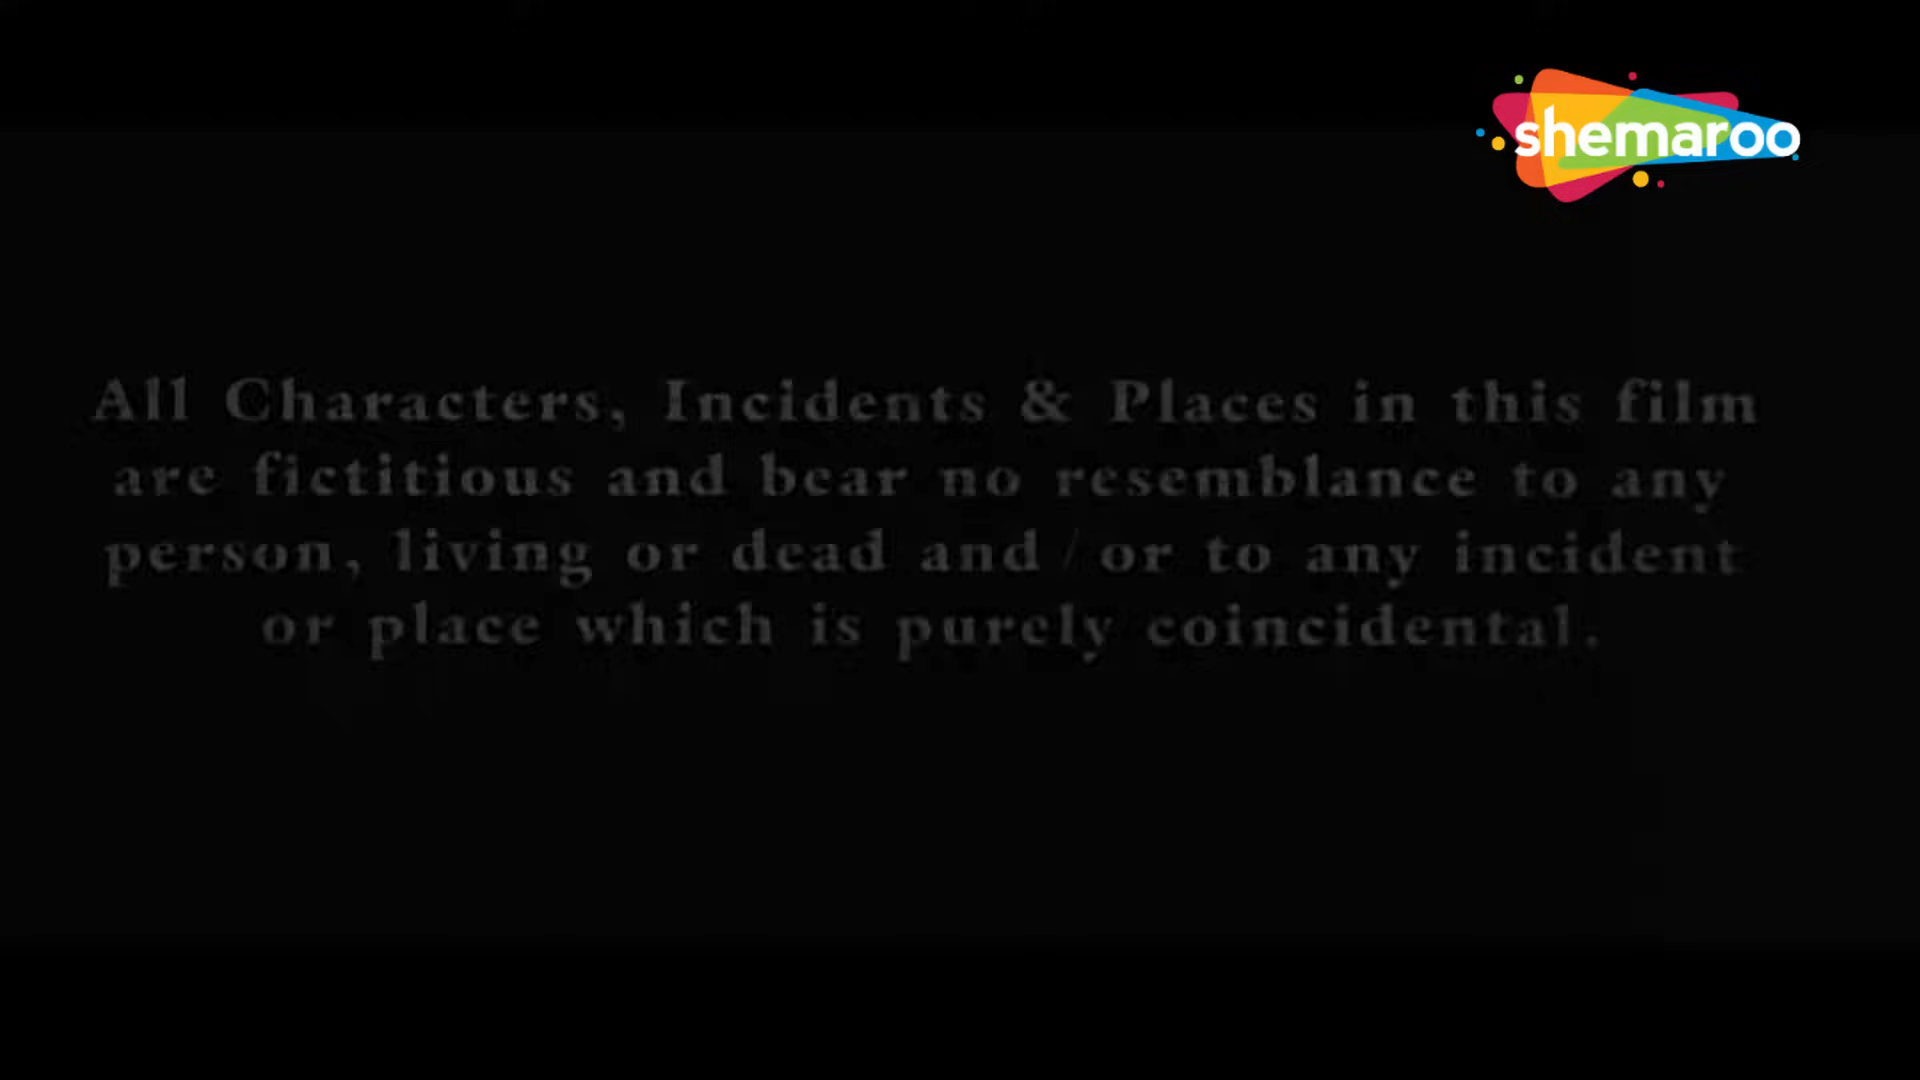 shemaroo
All Characters, Incidents & Places in this film
are fictitious and bear no resemblance to any
person, living or dead and / or to any incident
or place which is purely coincidental.